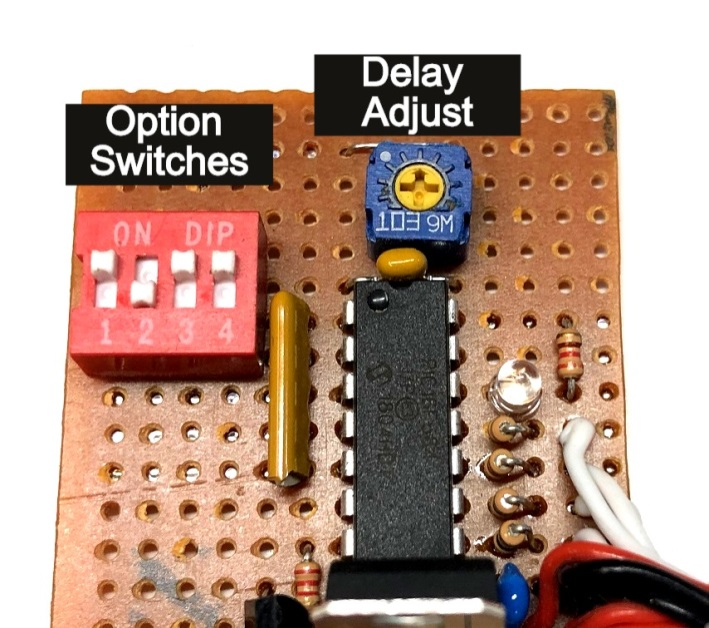 Delay
Adjust
Option
Switches
ON DIP
1 2 3 4
103 9M